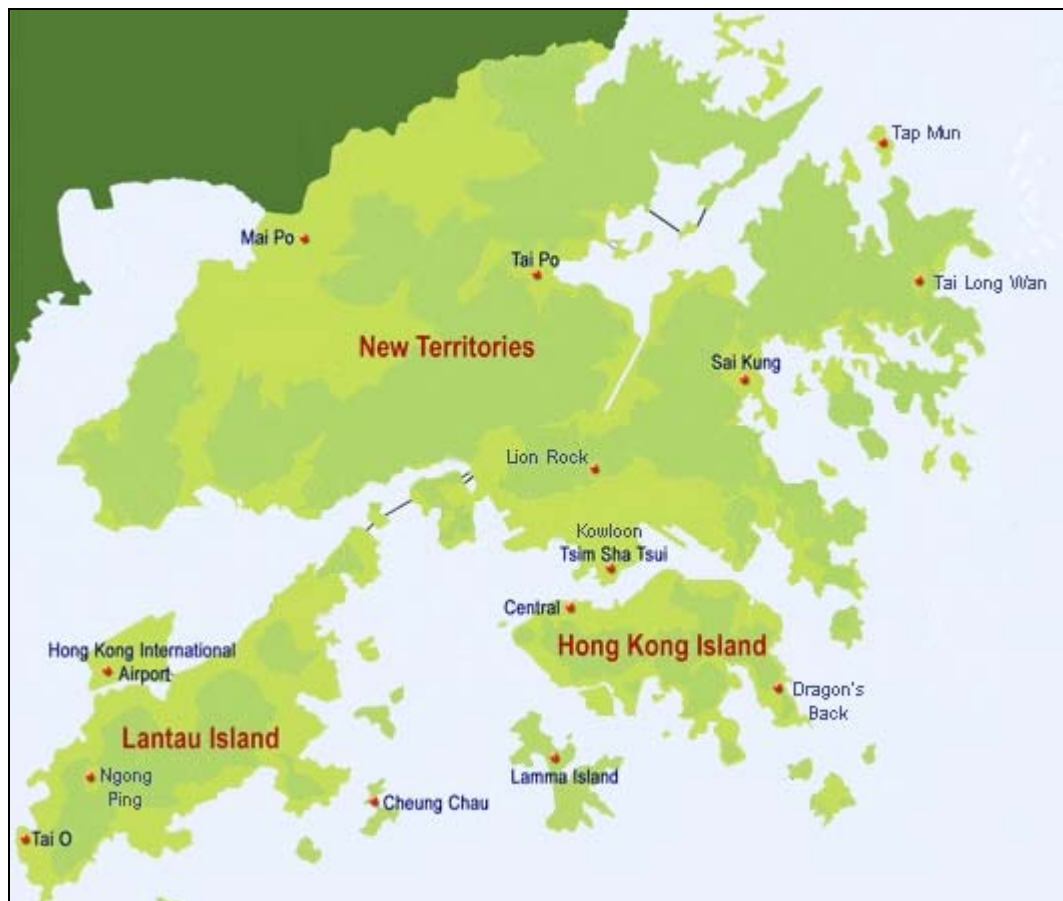 Tap Mun
Mai Po
Tai Po
Tai Long Wan
New Territories
Sai Kung
Lion Rock
Kowloon
Tsim Sha Tsui
Central
Hong Kong Island
Hong Kong International
Airport
Dragon's
Back
Lantau Island
Ngong
Ping
Lamma Island
Cheung Chau
Tai O